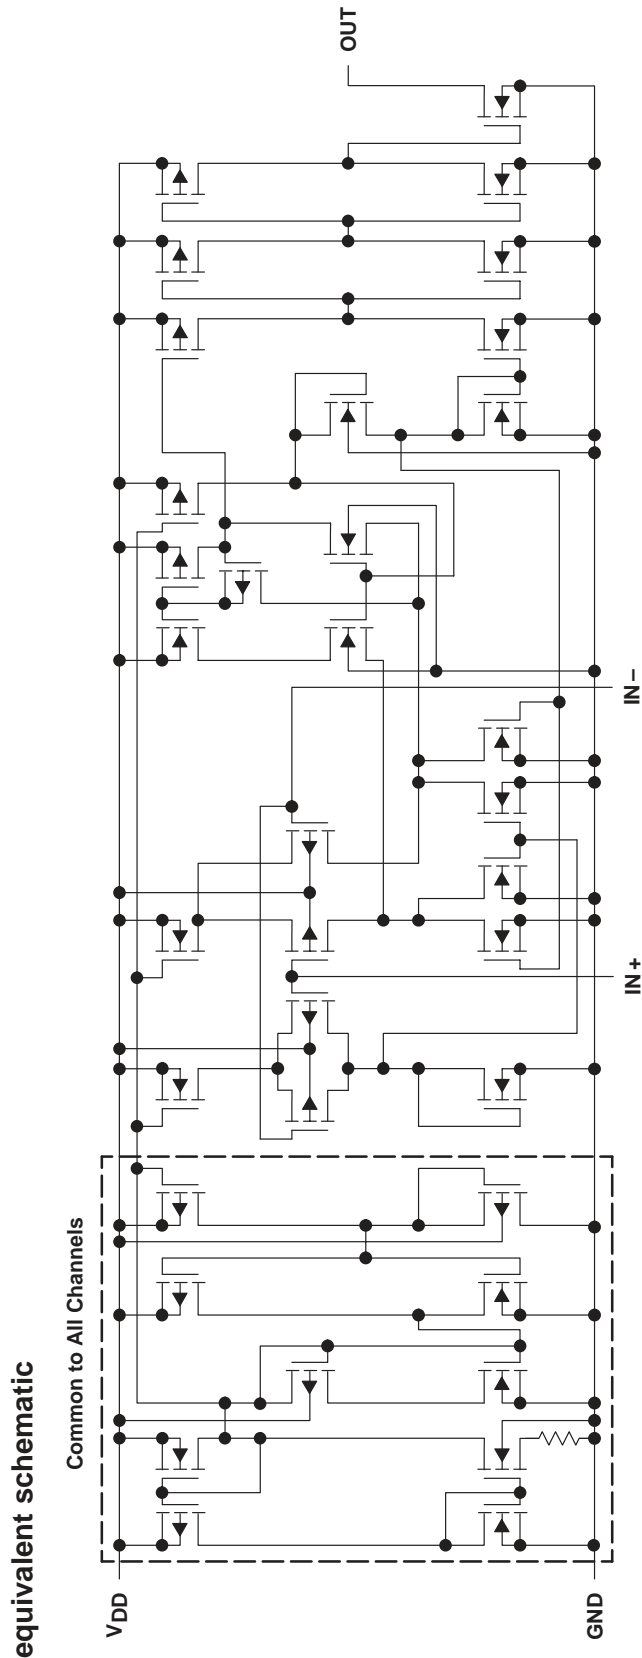 equivalent schematic
Common to All Channels
VDD
GND
IN+
IN−
OUT